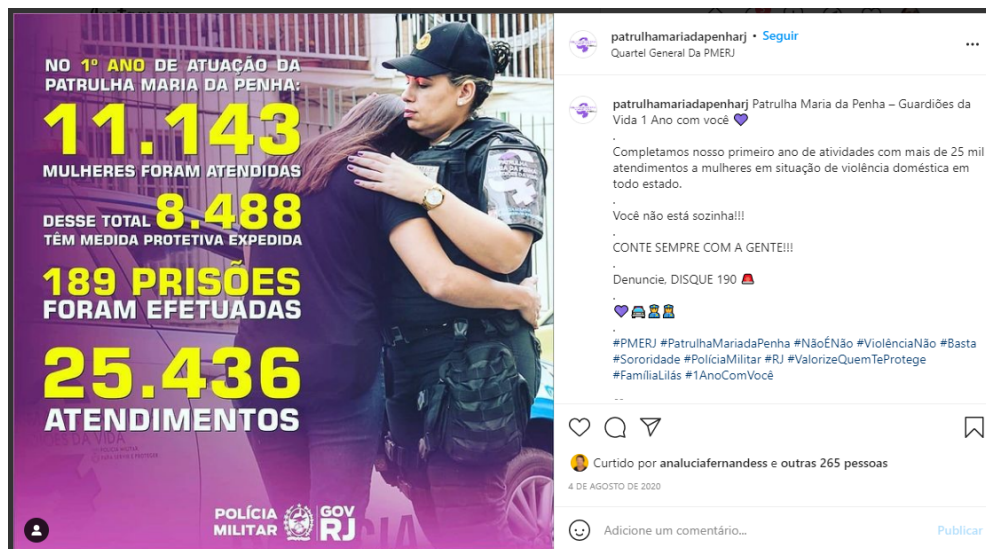 NO 1º ANO DE ATUAÇÃO DA
PATRULHA MARIA DA PENHA:
11.143
MULHERES FORAM ATENDIDAS
DESSE TOTAL 8.488
TÊM MEDIDA PROTETIVA EXPEDIDA
189 PRISÕES
FORAM EFETUADAS
25.436
ATENDIMENTOS
POLÍCIA
MILITAR
GOV
RJ
patrulhamariadapenharj • Seguir
Quartel General Da PMERJ
patrulhamariadapenharj Patrulha Maria da Penha – Guardiões da
Vida 1 Ano com você 💜
.
Completamos nosso primeiro ano de atividades com mais de 25 mil
atendimentos a mulheres em situação de violência doméstica em
todo estado.
.
Você não está sozinha!!!
.
CONTE SEMPRE COM A GENTE!!!
.
Denuncie, DISQUE 190 🚨
.
💜🚔👮👮
.
#PMERJ #PatrulhaMariadaPenha #NãoÉNão #ViolênciaNão #Basta
#Sororidade #PolíciaMilitar #RJ #ValorizeQuemTeProtege
#FamíliaLilás #1AnoComVocê
Curtido por analuciafernandess e outras 265 pessoas
4 DE AGOSTO DE 2020
Adicione um comentário...
Publicar